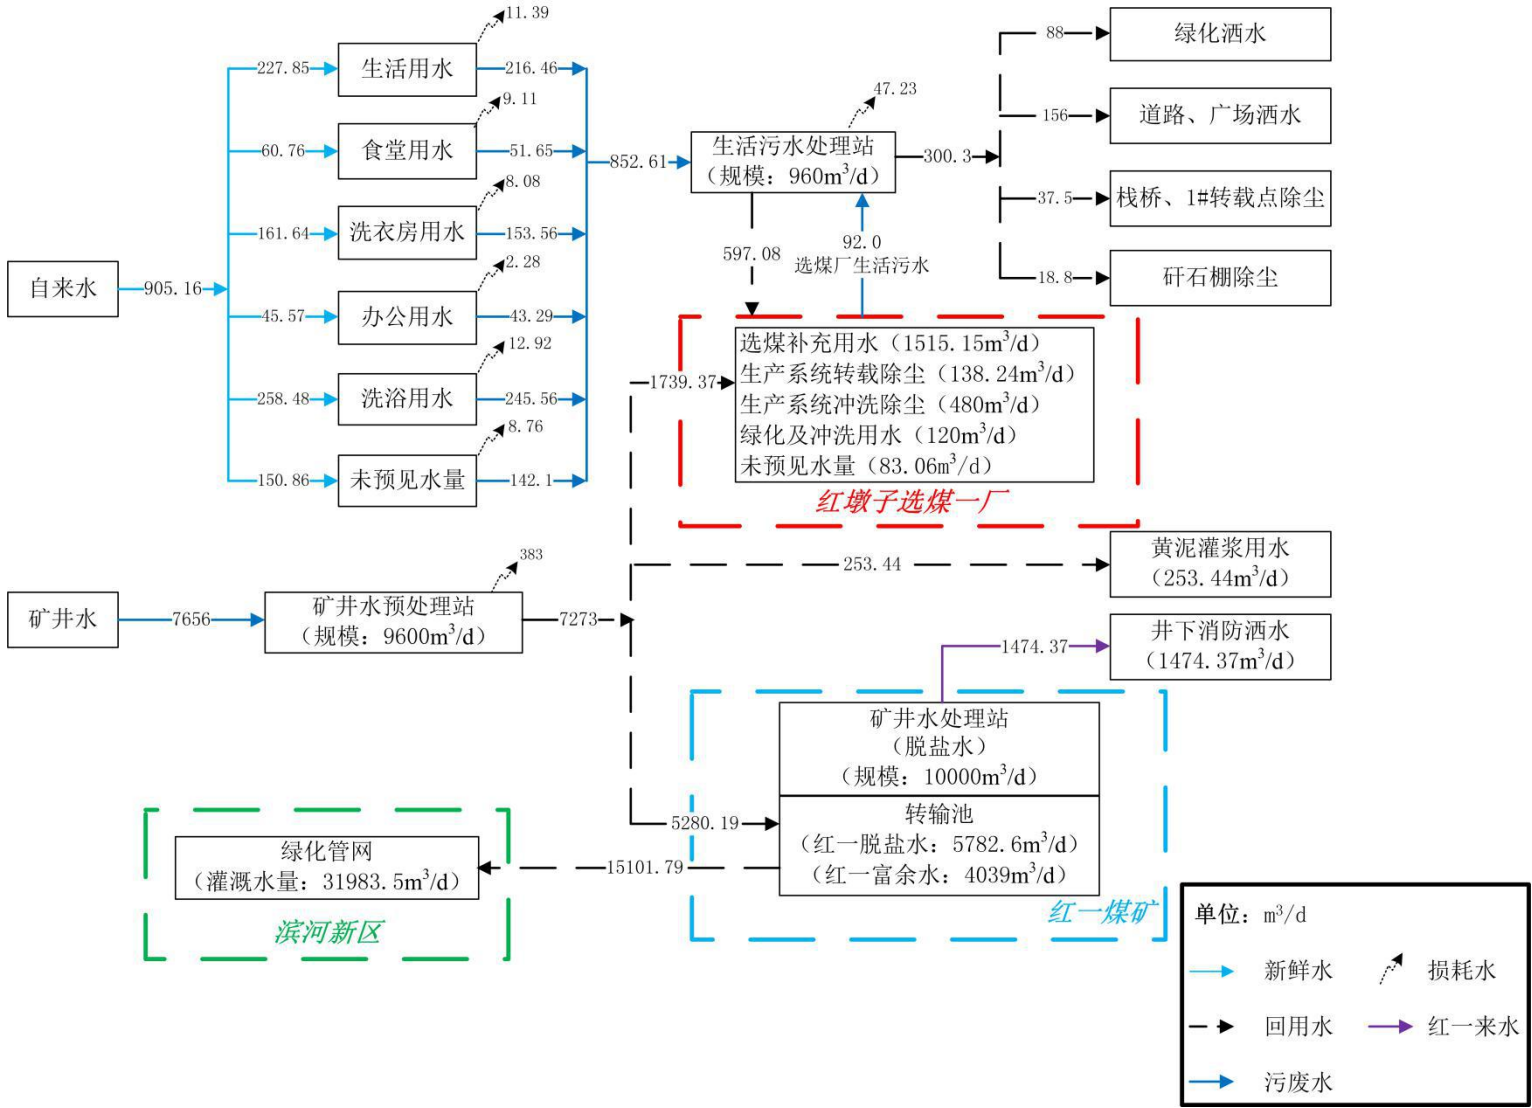 11.39
227.85
生活用水
216.46
9.11
60.76
食堂用水
51.65
8.08
161.64
洗衣房用水
153.56
2.28
自来水
905.16
45.57
办公用水
43.29
12.92
258.48
洗浴用水
245.56
8.76
150.86
未预见水量
142.1
852.61
47.23
生活污水处理站
（规模：960m³/d）
300.3
88
绿化洒水
156
道路、广场洒水
37.5
栈桥、1#转载点除尘
18.8
矸石棚除尘
597.08
92.0
选煤厂生活污水
1739.37
选煤补充用水（1515.15m³/d）
生产系统转载除尘（138.24m³/d）
生产系统冲洗除尘（480m³/d）
绿化及冲洗用水（120m³/d）
未预见水量（83.06m³/d）
红墩子选煤一厂
383
矿井水
7656
矿井水预处理站
（规模：9600m³/d）
7273
253.44
黄泥灌浆用水
（253.44m³/d）
1474.37
井下消防洒水
（1474.37m³/d）
矿井水处理站
（脱盐水）
（规模：10000m³/d）
5280.19
转输池
（红一脱盐水：5782.6m³/d）
（红一富余水：4039m³/d）
红一煤矿
15101.79
绿化管网
（灌溉水量：31983.5m³/d）
滨河新区
单位：m³/d
新鲜水
损耗水
回用水
红一来水
污废水